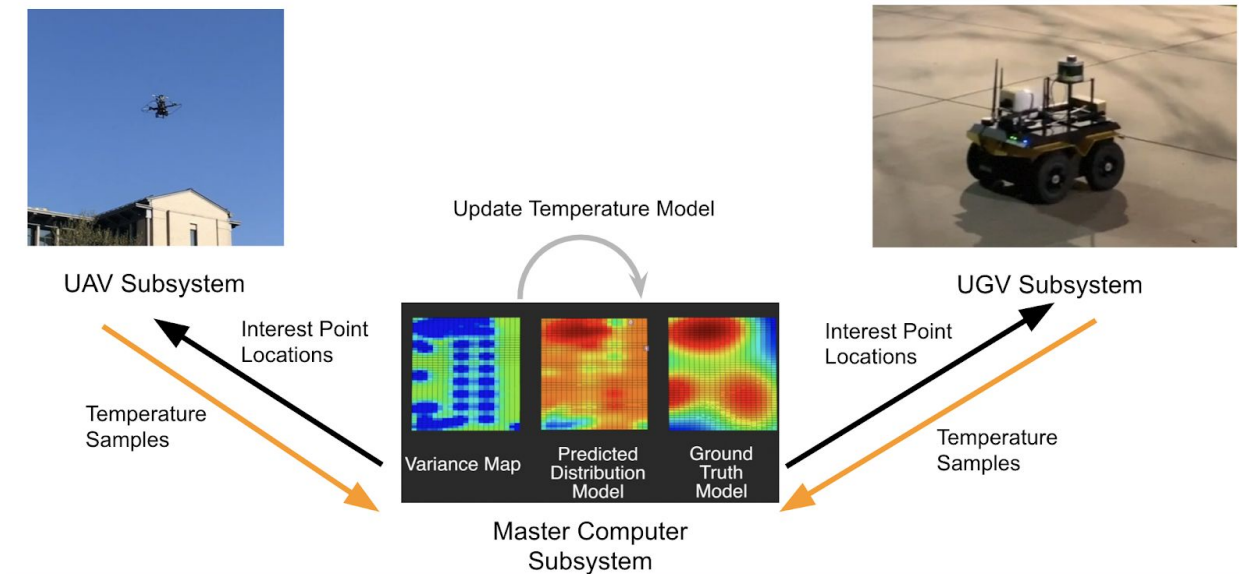 Update Temperature Model
UAV Subsystem
UGV Subsystem
Interest Point
Locations
Interest Point
Locations
Temperature
Samples
Temperature
Samples
Variance Map
Predicted
Distribution
Model
Ground
Truth
Model
Master Computer
Subsystem